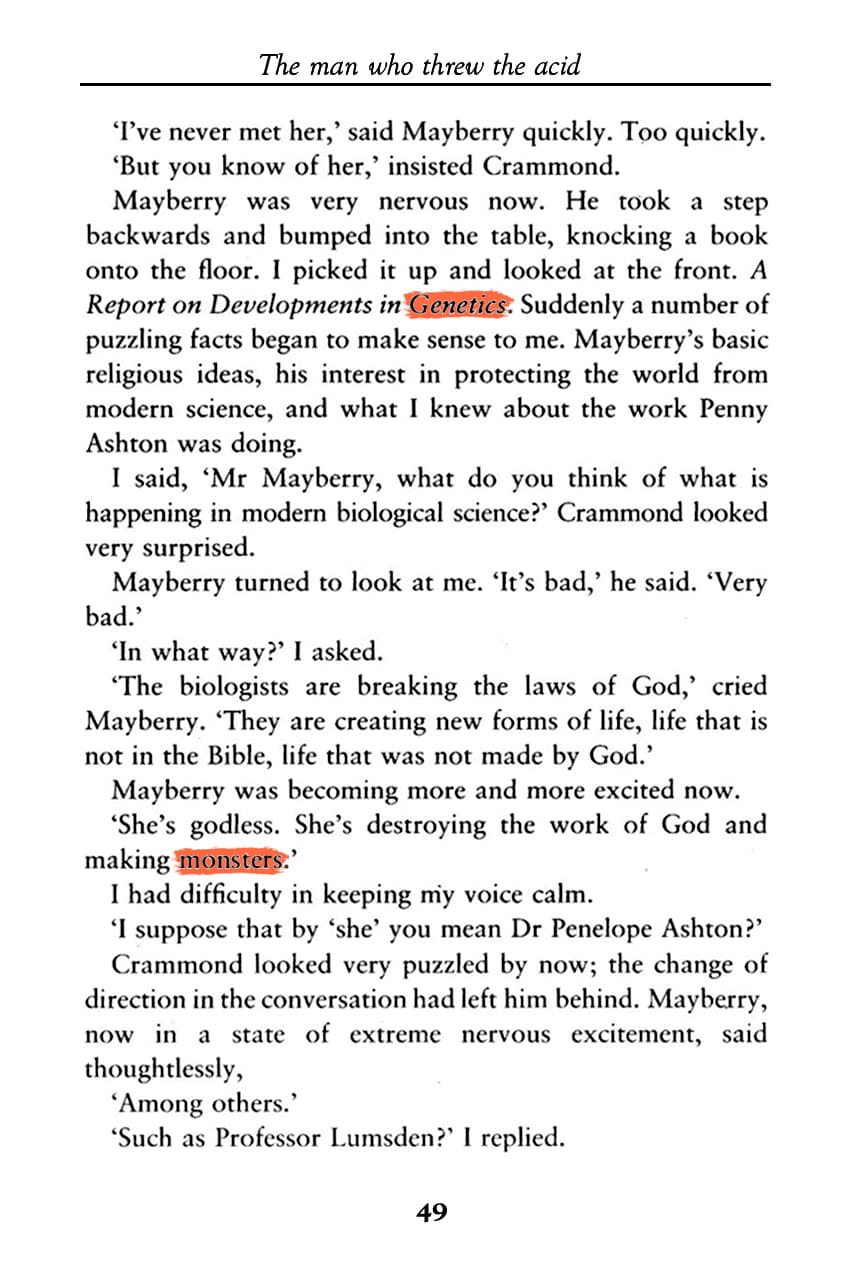 The man who threw the acid
‘I’ve never met her,’ said Mayberry quickly. Too quickly.
‘But you know of her,’ insisted Crammond.
Mayberry was very nervous now. He took a step
backwards and bumped into the table, knocking a book
onto the floor. I picked it up and looked at the front. A
Report on Developments in Genetics. Suddenly a number of
puzzling facts began to make sense to me. Mayberry’s basic
religious ideas, his interest in protecting the world from
modern science, and what I knew about the work Penny
Ashton was doing.
I said, ‘Mr Mayberry, what do you think of what is
happening in modern biological science?’ Crammond looked
very surprised.
Mayberry turned to look at me. ‘It’s bad,’ he said. ‘Very
bad.’
‘In what way?’ I asked.
‘The biologists are breaking the laws of God,’ cried
Mayberry. ‘They are creating new forms of life, life that is
not in the Bible, life that was not made by God.’
Mayberry was becoming more and more excited now.
‘She’s godless. She’s destroying the work of God and
making monsters.’
I had difficulty in keeping my voice calm.
‘I suppose that by ‘she’ you mean Dr Penelope Ashton?’
Crammond looked very puzzled by now; the change of
direction in the conversation had left him behind. Mayberry,
now in a state of extreme nervous excitement, said
thoughtlessly,
‘Among others.’
‘Such as Professor Lumsden?’ I replied.
49